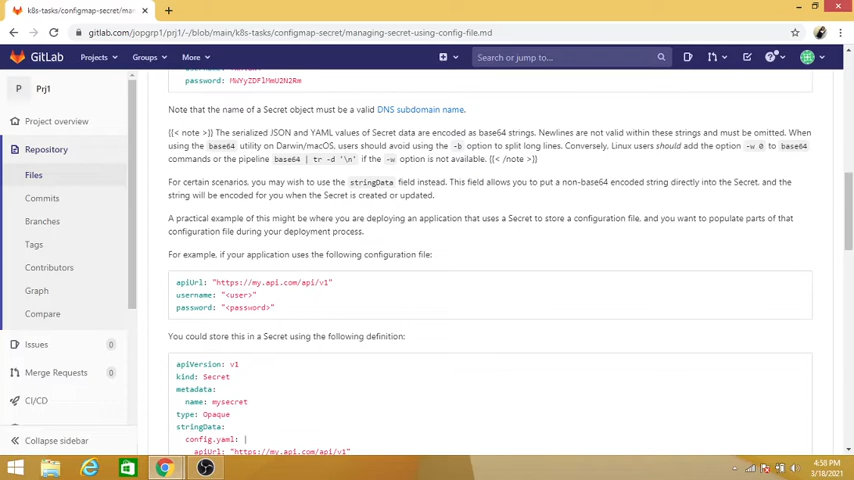 k8s-tasks/configmap-secret/mana
gitlab.com/jopgrp1/prj1/-/blob/main/k8s-tasks/configmap-secret/managing-secret-using-config-file.md
GitLab
Projects
Groups
More
Search or jump to...
P
Prj1
Project overview
Repository
Files
Commits
Branches
Tags
Contributors
Graph
Compare
Issues
0
Merge Requests
0
CI/CD
Collapse sidebar
password: MWYyZDFlMmU2N2Rm
Note that the name of a Secret object must be a valid DNS subdomain name.
{{< note >}} The serialized JSON and YAML values of Secret data are encoded as base64 strings. Newlines are not valid within these strings and must be omitted. When
using the base64 utility on Darwin/macOS, users should avoid using the -b option to split long lines. Conversely, Linux users should add the option -w 0 to base64
commands or the pipeline base64 | tr -d '\n' if the -w option is not available. {{< /note >}}
For certain scenarios, you may wish to use the stringData field instead. This field allows you to put a non-base64 encoded string directly into the Secret, and the
string will be encoded for you when the Secret is created or updated.
A practical example of this might be where you are deploying an application that uses a Secret to store a configuration file, and you want to populate parts of that
configuration file during your deployment process.
For example, if your application uses the following configuration file:
apiUrl: "https://my.api.com/api/v1"
username: "<user>"
password: "<password>"
You could store this in a Secret using the following definition:
apiVersion: v1
kind: Secret
metadata:
name: mysecret
type: Opaque
stringData:
config.yaml: |
apiUrl: "https://my.api.com/api/v1"
4:58 PM
3/18/2021